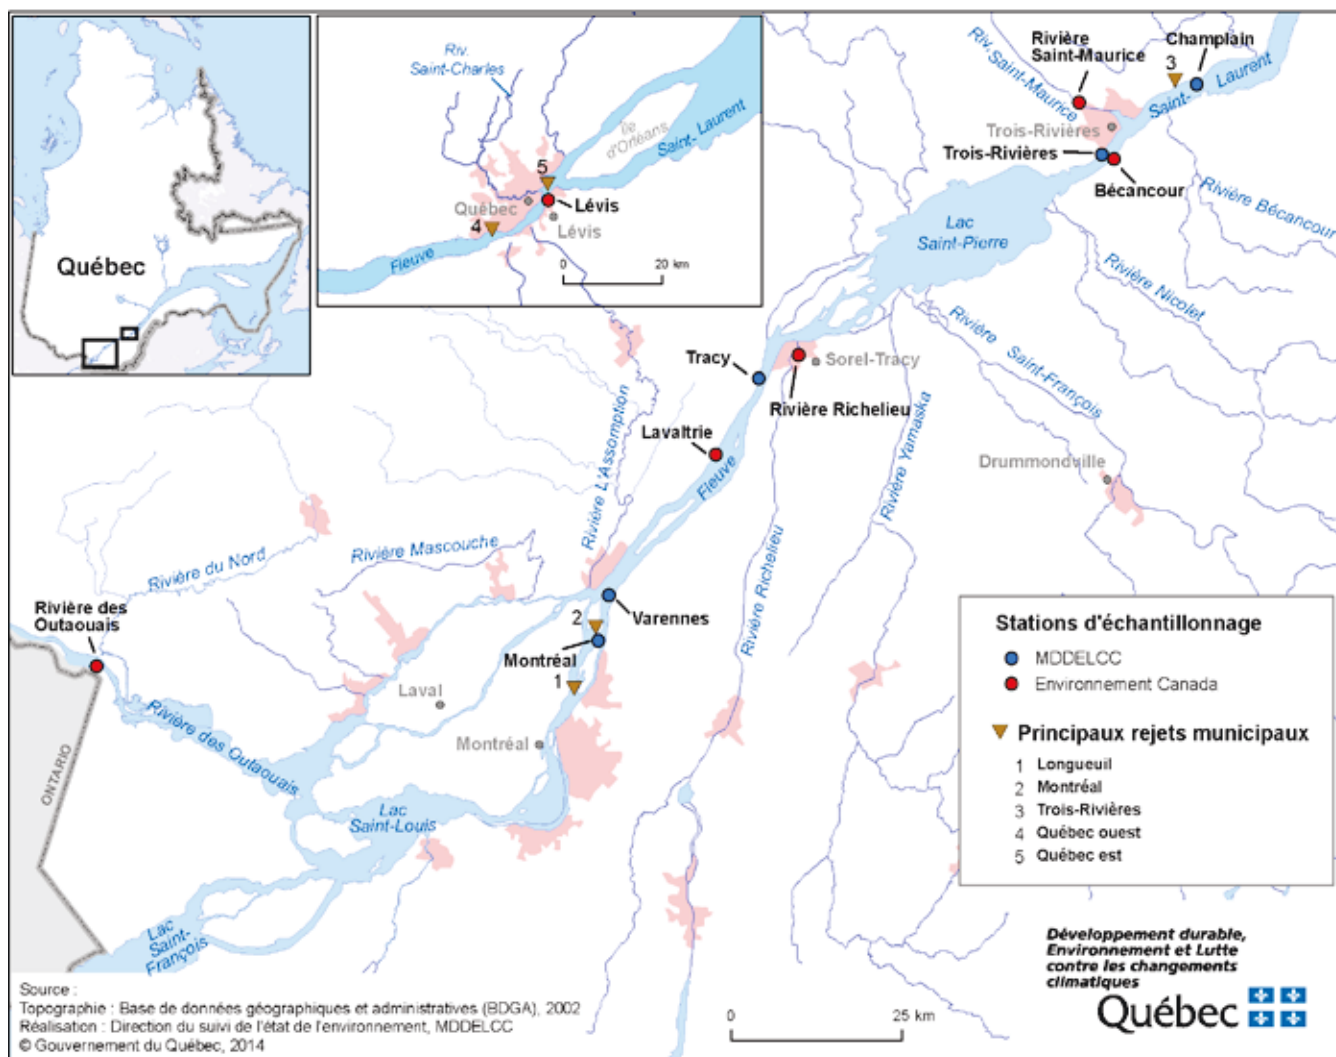 Québec
Riv.
Saint-Charles
Île
d'Orléans
Saint-Laurent
5
Québec
Lévis
4
Lévis
Fleuve
0 20 km
Rivière
Saint-Maurice
Champlain
3
Riv. Saint-Maurice
Saint-
Laurent
Trois-Rivières
Trois-Rivières
Bécancour
Rivière Bécancour
Lac
Saint-Pierre
Rivière Nicolet
Rivière Saint-François
Tracy
Sorel-Tracy
Rivière Richelieu
Lavaltrie
Fleuve
Rivière L'Assomption
Rivière Yamaska
Drummondville
Rivière Richelieu
Rivière du Nord
Rivière Mascouche
Rivière des
Outaouais
2
Varennes
Montréal
1
Laval
Rivière des Outaouais
Montréal
ONTARIO
Lac
Saint-Louis
Lac
Saint-
François
Stations d'échantillonnage
MDDELCC
Environnement Canada
Principaux rejets municipaux
1 Longueuil
2 Montréal
3 Trois-Rivières
4 Québec ouest
5 Québec est
Développement durable,
Environnement et Lutte
contre les changements
climatiques
Québec
Source :
Topographie : Base de données géographiques et administratives (BDGA), 2002
Réalisation : Direction du suivi de l'état de l'environnement, MDDELCC
© Gouvernement du Québec, 2014
0 25 km